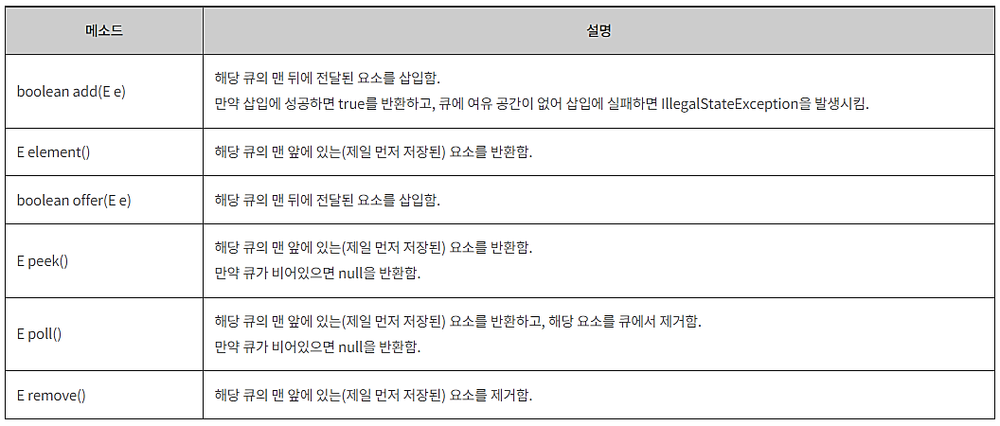 메소드 설명
boolean add(E e)
해당 큐의 맨 뒤에 전달된 요소를 삽입함.
만약 삽입에 성공하면 true를 반환하고, 큐에 여유 공간이 없어 삽입에 실패하면 IllegalStateException을 발생시킴.
E element()
해당 큐의 맨 앞에 있는(제일 먼저 저장된) 요소를 반환함.
boolean offer(E e)
해당 큐의 맨 뒤에 전달된 요소를 삽입함.
E peek()
해당 큐의 맨 앞에 있는(제일 먼저 저장된) 요소를 반환함.
만약 큐가 비어있으면 null을 반환함.
E poll()
해당 큐의 맨 앞에 있는(제일 먼저 저장된) 요소를 반환하고, 해당 요소를 큐에서 제거함.
만약 큐가 비어있으면 null을 반환함.
E remove()
해당 큐의 맨 앞에 있는(제일 먼저 저장된) 요소를 제거함.